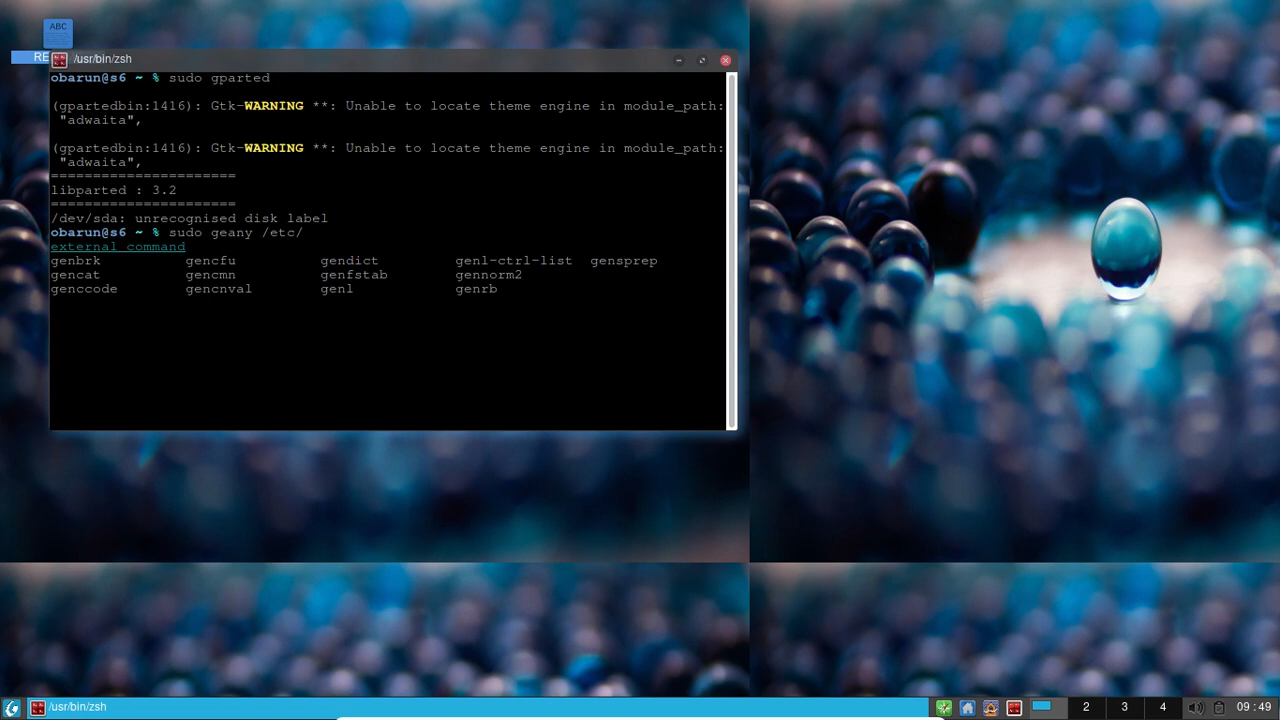 ABC
RE
/usr/bin/zsh
obarun@s6 ~ % sudo gparted
(gpartedbin:1416): Gtk-WARNING **: Unable to locate theme engine in module_path:
"adwaita",
(gpartedbin:1416): Gtk-WARNING **: Unable to locate theme engine in module_path:
"adwaita",
======================
libparted : 3.2
======================
/dev/sda: unrecognised disk label
obarun@s6 ~ % sudo geany /etc/
external command
genbrk gencfu gendict genl-ctrl-list gensprep
gencat gencmn genfstab gennorm2
genccode gencnval genl genrb
/usr/bin/zsh 2 3 4 09:49